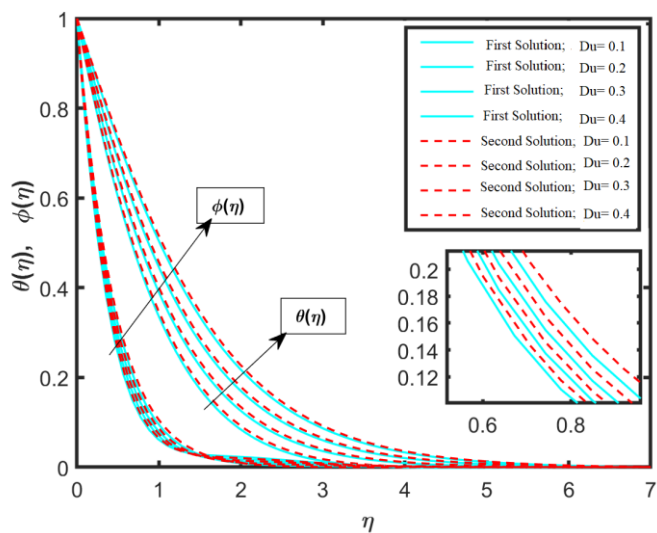 First Solution; Du= 0.1
First Solution; Du= 0.2
First Solution; Du= 0.3
First Solution; Du= 0.4
Second Solution; Du= 0.1
Second Solution; Du= 0.2
Second Solution; Du= 0.3
Second Solution; Du= 0.4
θ(η), ϕ(η)
1
0.8
0.6
0.4
0.2
0
ϕ(η)
θ(η)
0.2
0.18
0.16
0.14
0.12
0.6 0.8
0 1 2 3 4 5 6 7
η